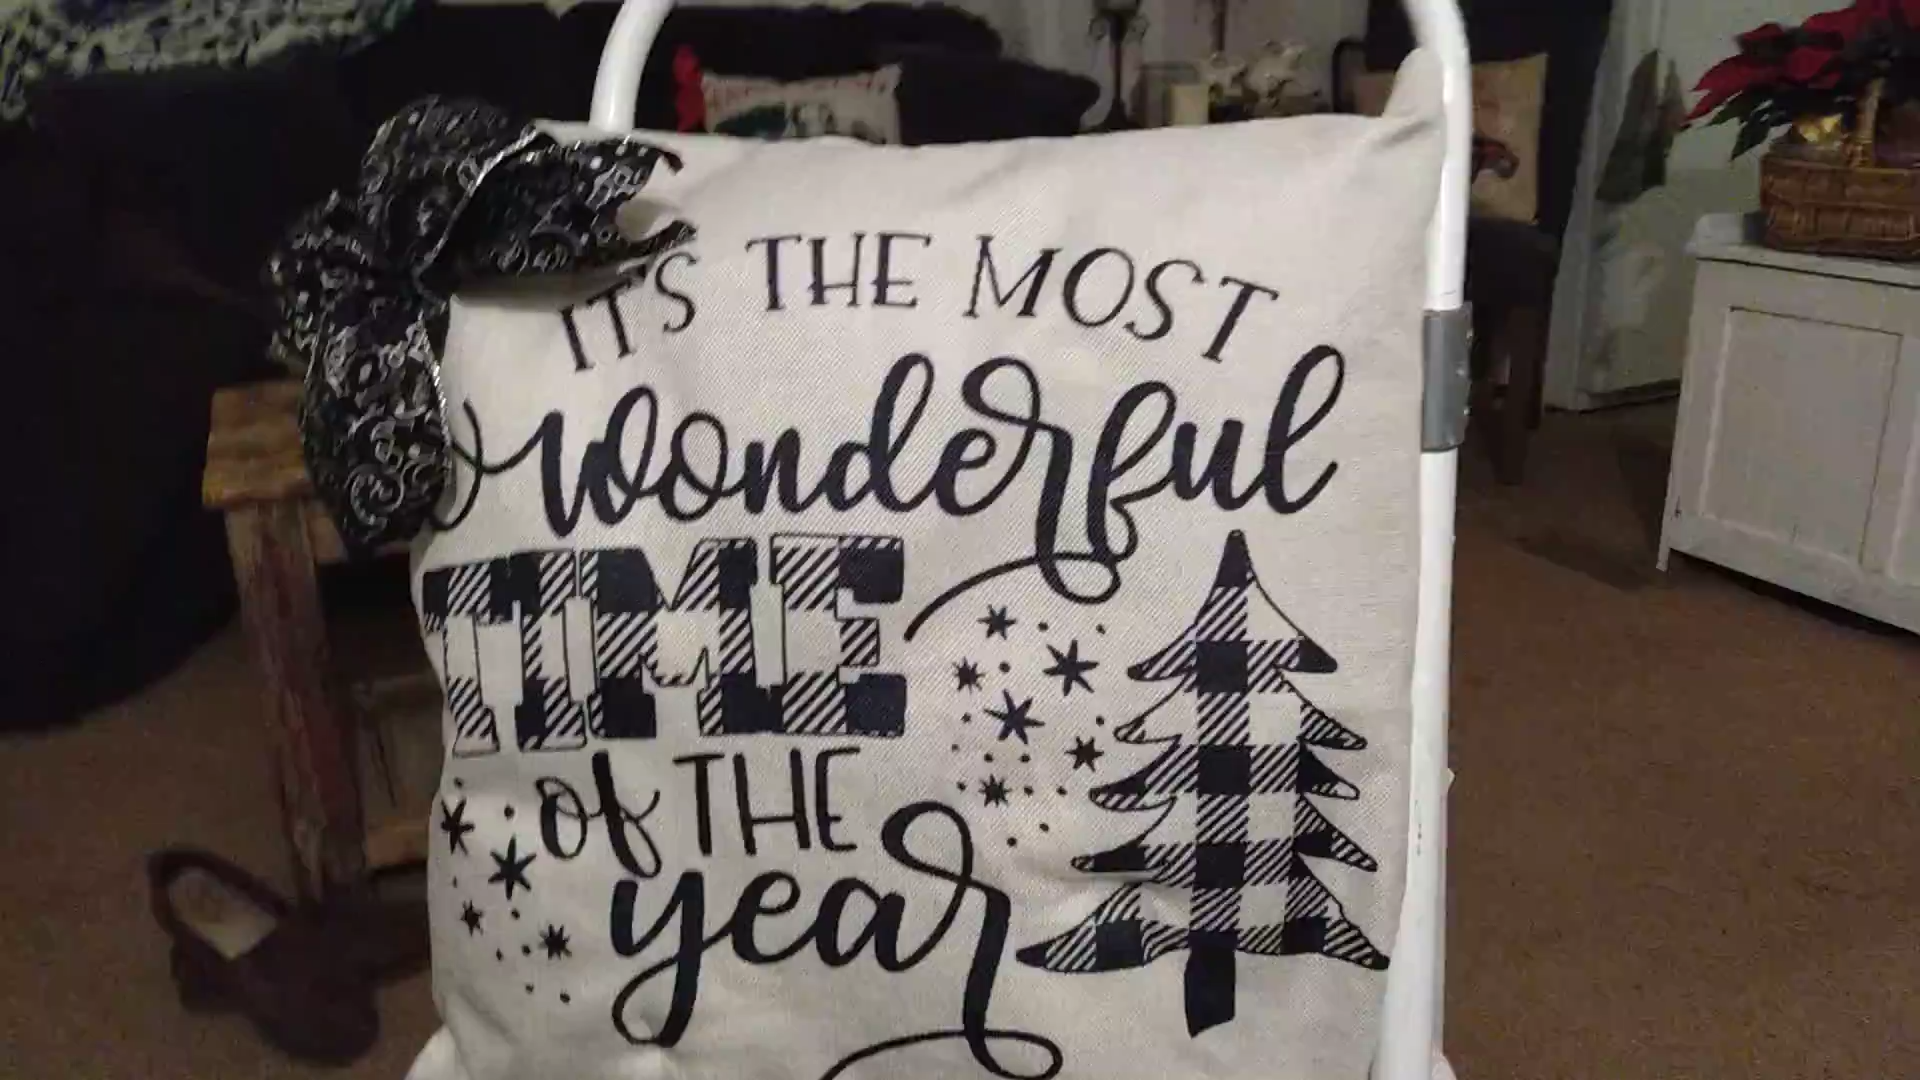 IT'S THE MOST
wonderful
TIME
of THE
year